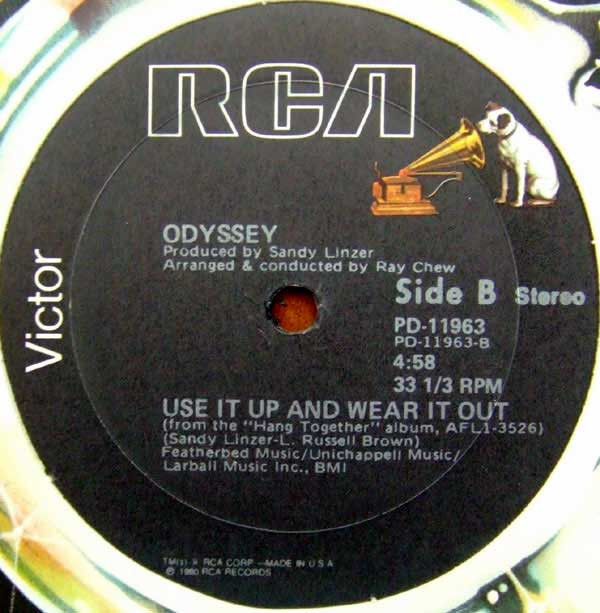 RCA
Victor
ODYSSEY
Produced by Sandy Linzer
Arranged & conducted by Ray Chew
Side B Stereo
PD-11963
PD-11963-B
4:58
33 1/3 RPM
USE IT UP AND WEAR IT OUT
(from the "Hang Together" album, AFL1-3526)
(Sandy Linzer-L. Russell Brown)
Featherbed Music/Unichappell Music/
Larball Music Inc., BMI
TM(s) ® RCA CORP.—MADE IN U.S.A.
℗ 1980 RCA RECORDS